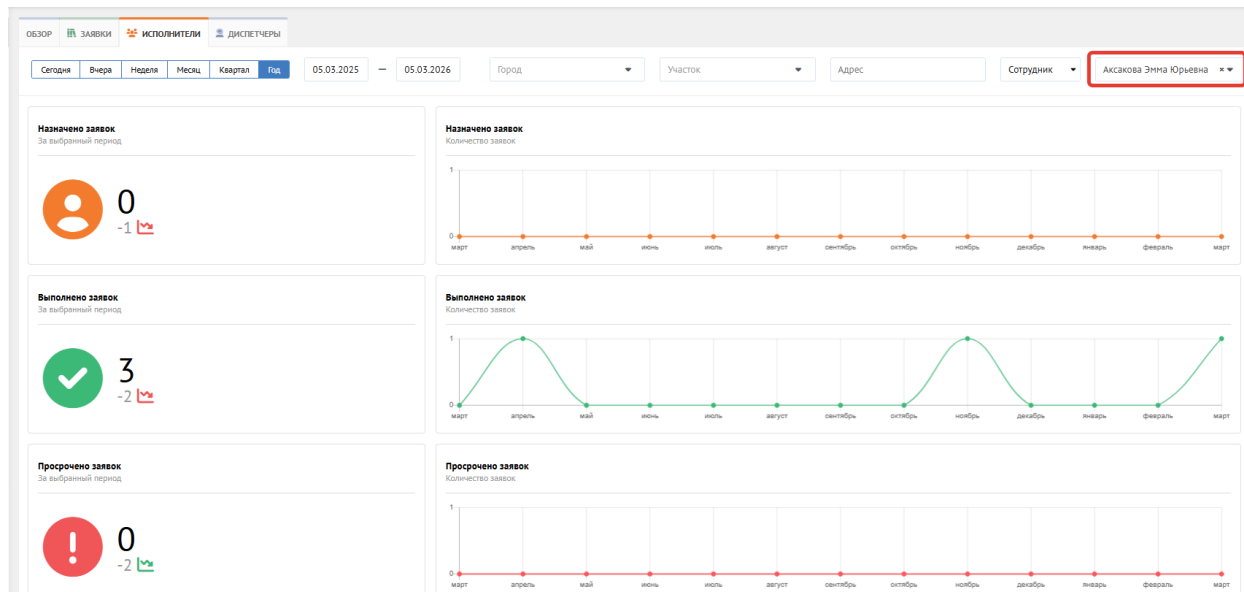 ОБЗОР ЗАЯВКИ ИСПОЛНИТЕЛИ ДИСПЕТЧЕРЫ
Сегодня Вчера Неделя Месяц Квартал Год 05.03.2025 — 05.03.2026 Город Участок Адрес Сотрудник Аксакова Эмма Юрьевна ×
Назначено заявок
За выбранный период
0
-1
Назначено заявок
Количество заявок
1
0
март апрель май июнь июль август сентябрь октябрь ноябрь декабрь январь февраль март
Выполнено заявок
За выбранный период
3
-2
Выполнено заявок
Количество заявок
1
0
март апрель май июнь июль август сентябрь октябрь ноябрь декабрь январь февраль март
Просрочено заявок
За выбранный период
0
-2
Просрочено заявок
Количество заявок
1
0
март апрель май июнь июль август сентябрь октябрь ноябрь декабрь январь февраль март